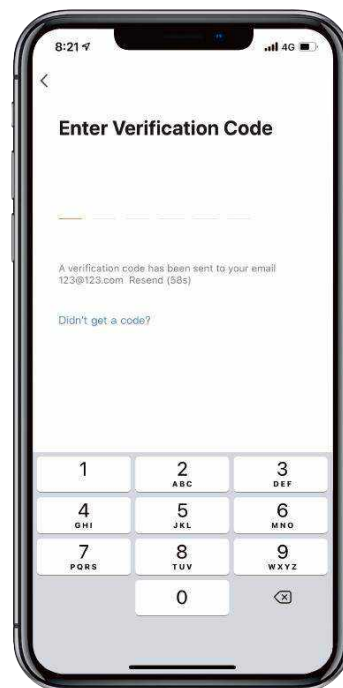 8:21 4G
Enter Verification Code
A verification code has been sent to your email
123@123.com Resend (58s)
Didn't get a code?
1 2 3
ABC DEF
4 5 6
GHI JKL MNO
7 8 9
PQRS TUV WXYZ
0